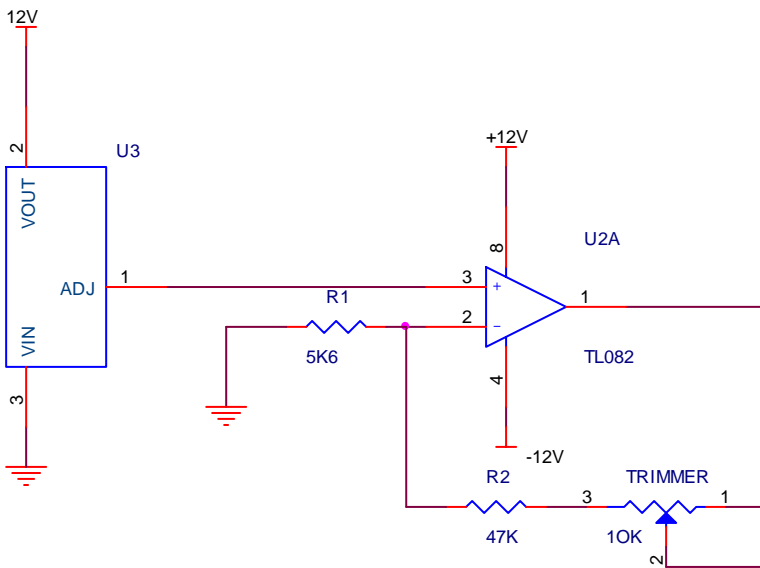 12V
2
U3
VOUT
ADJ
1
VIN
3
+12V
8
U2A
3
+
1
R1
2
−
5K6
TL082
4
-12V
R2
TRIMMER
3
1
47K
1OK
2